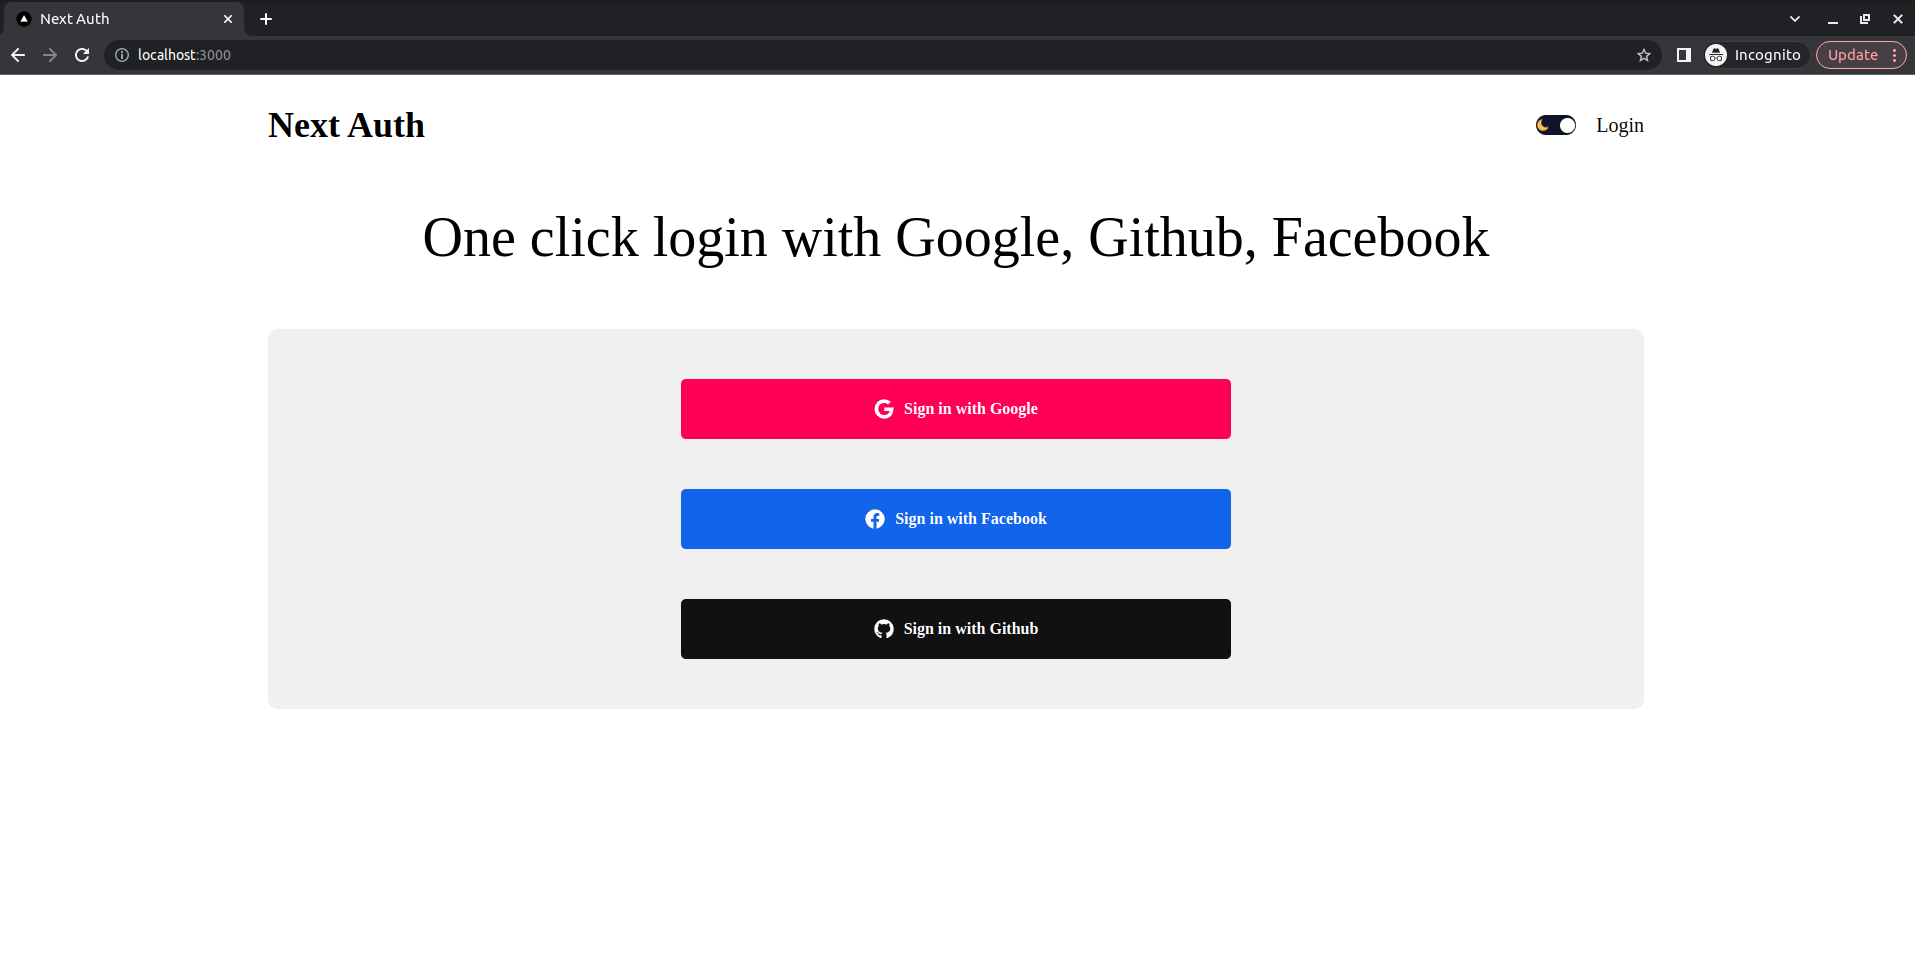 Next Auth
localhost:3000
Incognito
Update
Next Auth
Login
One click login with Google, Github, Facebook
Sign in with Google
Sign in with Facebook
Sign in with Github